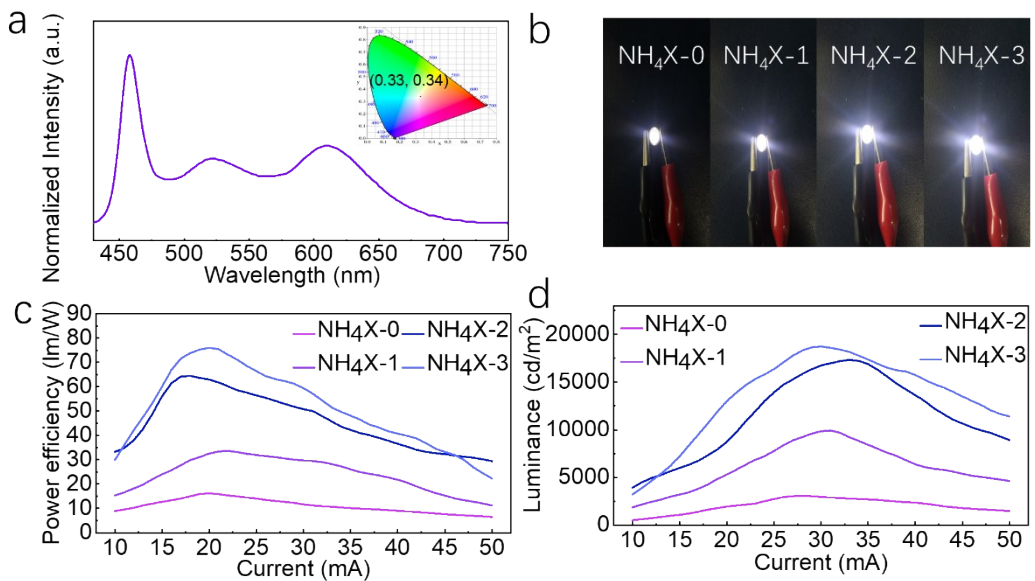 a
Normalized Intensity (a.u.)
(0.33, 0.34)
450 500 550 600 650 700 750
Wavelength (nm)
b
NH₄X-0 NH₄X-1 NH₄X-2 NH₄X-3
c
Power efficiency (lm/W)
90
80
70
60
50
40
30
20
10
0
NH₄X-0 NH₄X-2
NH₄X-1 NH₄X-3
10 15 20 25 30 35 40 45 50
Current (mA)
d
Luminance (cd/m²)
20000
15000
10000
5000
0
NH₄X-0 NH₄X-2
NH₄X-1 NH₄X-3
10 15 20 25 30 35 40 45 50
Current (mA)